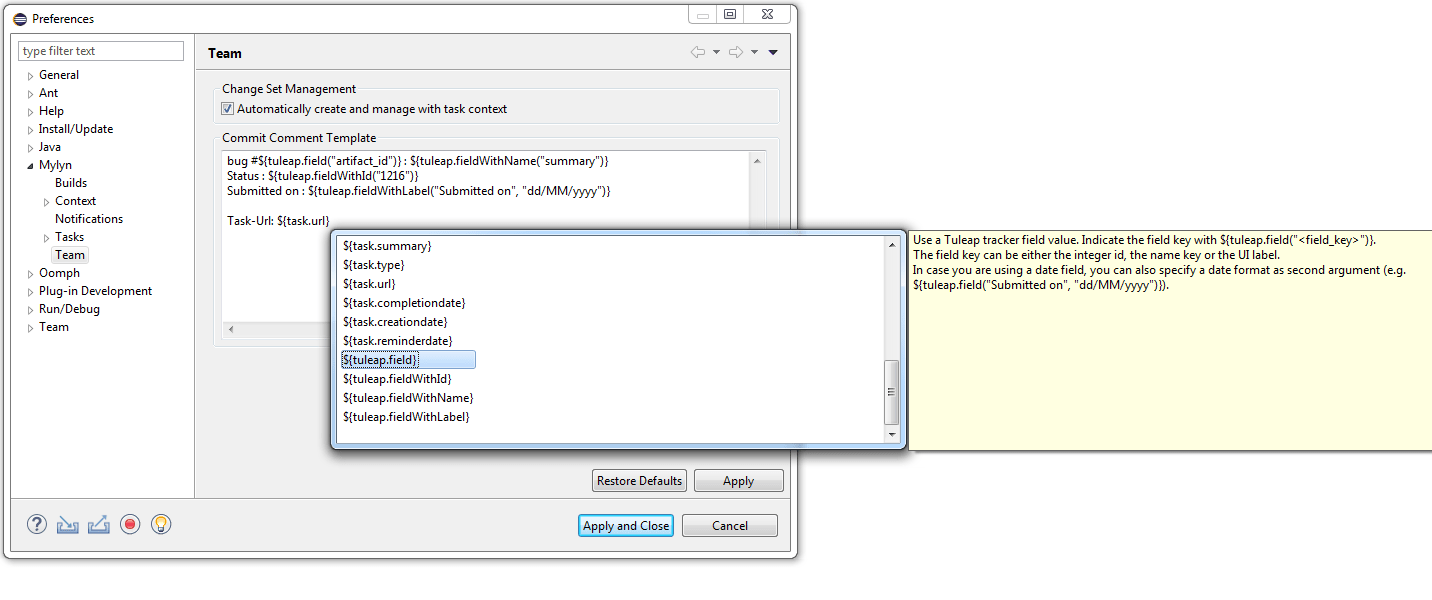 Preferences
type filter text
General
Ant
Help
Install/Update
Java
Mylyn
Builds
Context
Notifications
Tasks
Team
Oomph
Plug-in Development
Run/Debug
Team
Team
Change Set Management
Automatically create and manage with task context
Commit Comment Template
bug #${tuleap.field("artifact_id")} : ${tuleap.fieldWithName("summary")}
Status : ${tuleap.fieldWithId("1216")}
Submitted on : ${tuleap.fieldWithLabel("Submitted on", "dd/MM/yyyy")}
Task-Url: ${task.url}
${task.summary}
${task.type}
${task.url}
${task.completiondate}
${task.creationdate}
${task.reminderdate}
${tuleap.field}
${tuleap.fieldWithId}
${tuleap.fieldWithName}
${tuleap.fieldWithLabel}
Use a Tuleap tracker field value. Indicate the field key with ${tuleap.field("<field_key>")}.
The field key can be either the integer id, the name key or the UI label.
In case you are using a date field, you can also specify a date format as second argument (e.g.
${tuleap.field("Submitted on", "dd/MM/yyyy")}).
Restore Defaults
Apply
?
Apply and Close
Cancel